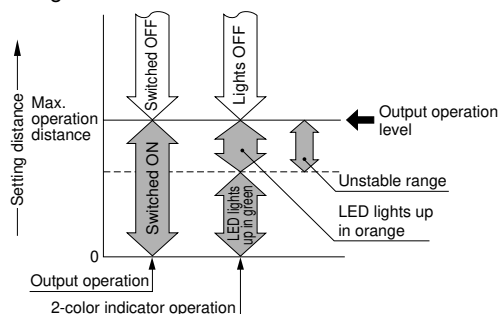 Setting distance
Switched OFF
Lights OFF
Max.
operation
distance
Output operation
level
Switched ON
Unstable range
LED lights
up in green
LED lights up
in orange
0
Output operation
2-color indicator operation